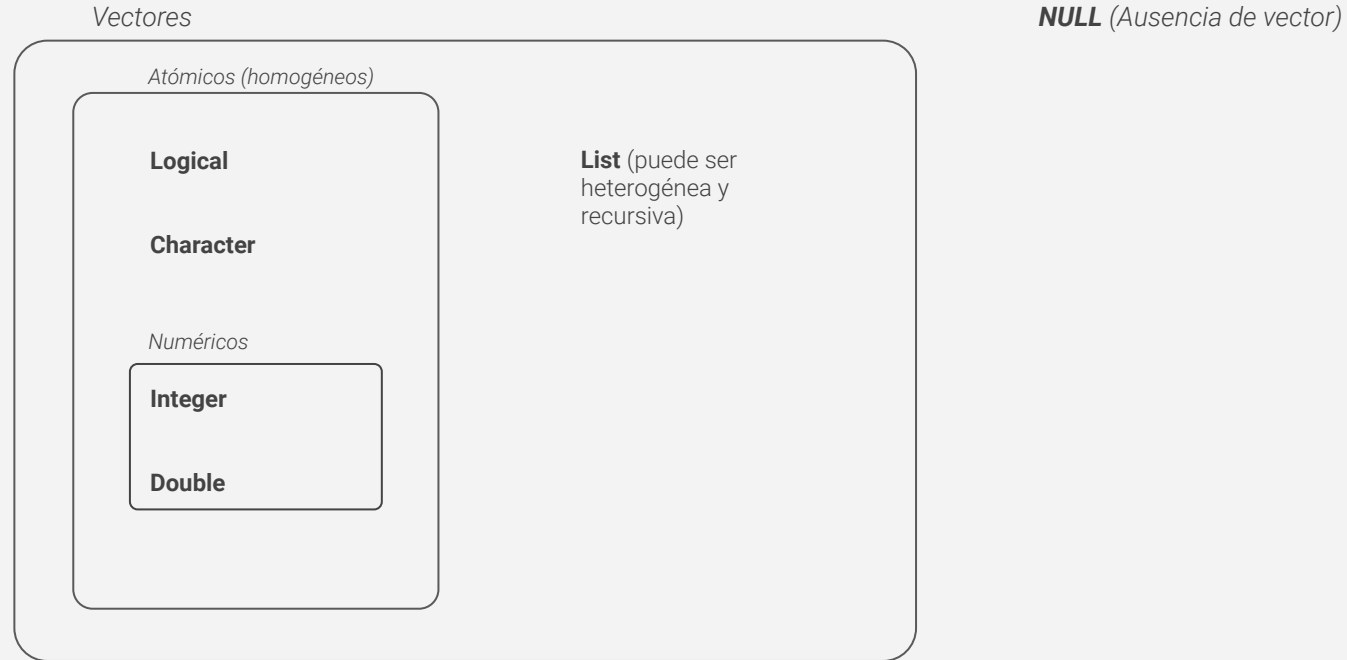 Vectores
NULL (Ausencia de vector)
Atómicos (homogéneos)
Logical
List (puede ser
heterogénea y
recursiva)
Character
Numéricos
Integer
Double